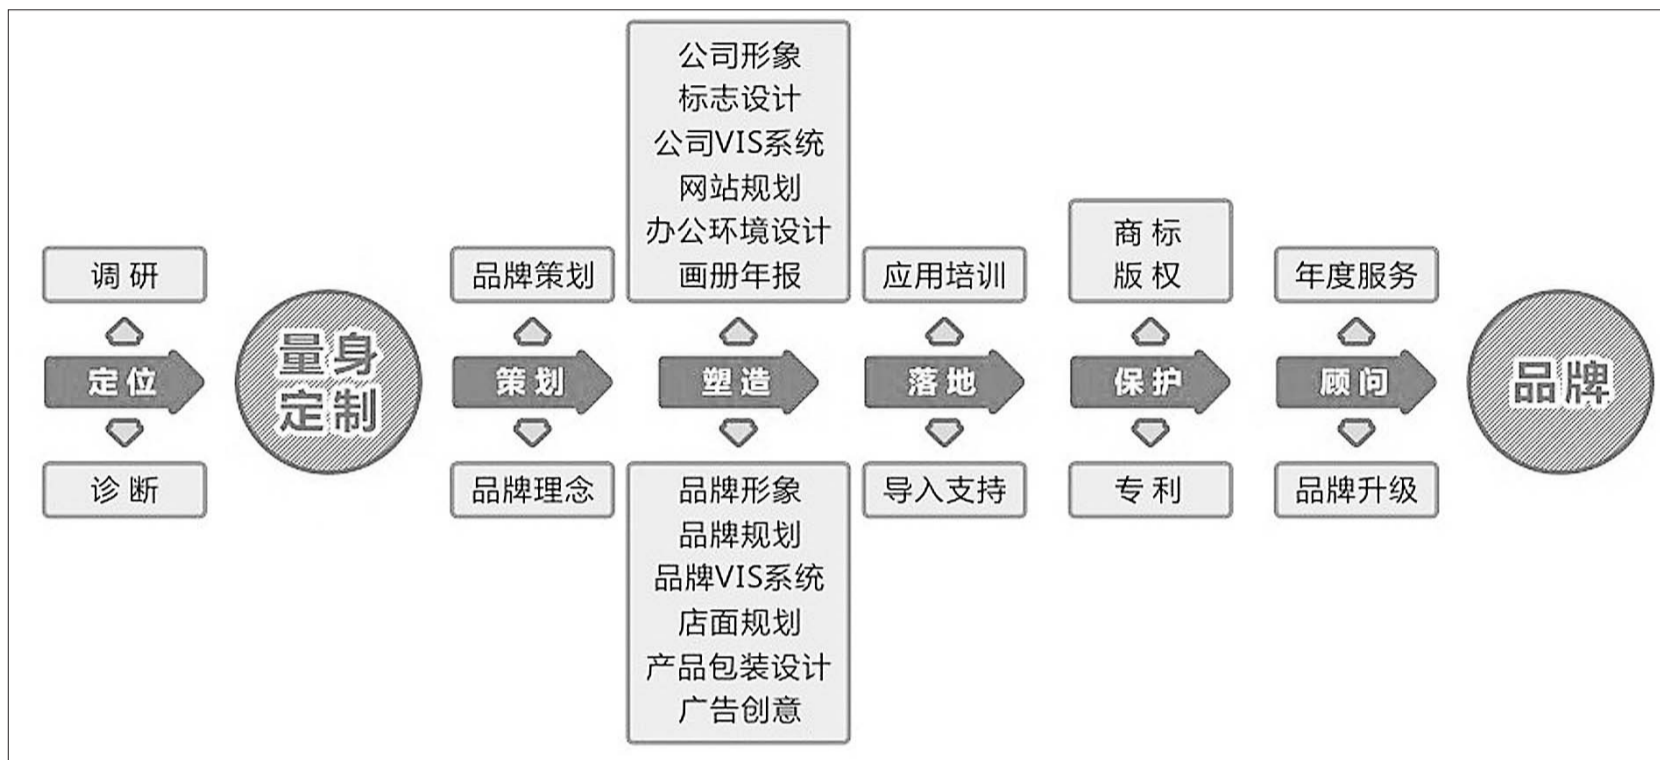 调研
定位
诊断
量身
定制
品牌策划
策划
品牌理念
公司形象
标志设计
公司VIS系统
网站规划
办公环境设计
画册年报
塑造
品牌形象
品牌规划
品牌VIS系统
店面规划
产品包装设计
广告创意
应用培训
落地
导入支持
商标
版权
保护
专利
年度服务
顾问
品牌升级
品牌